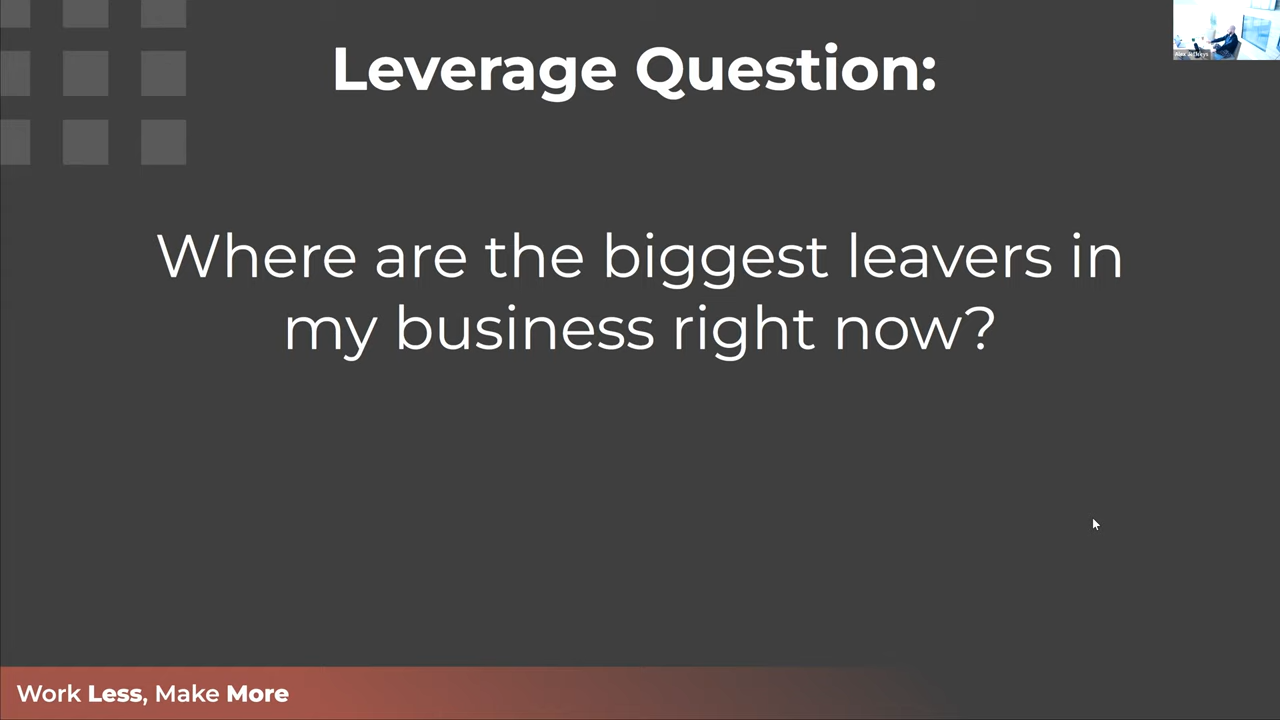 Leverage Question:
Where are the biggest leavers in
my business right now?
Work Less, Make More